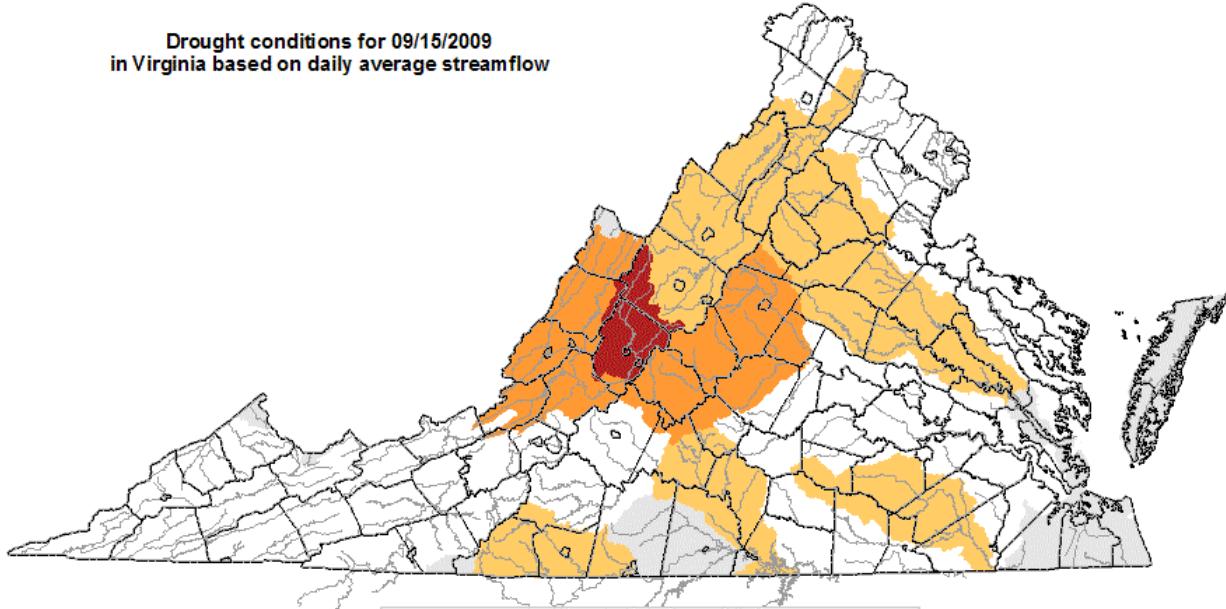 Drought conditions for 09/15/2009
in Virginia based on daily average streamflow